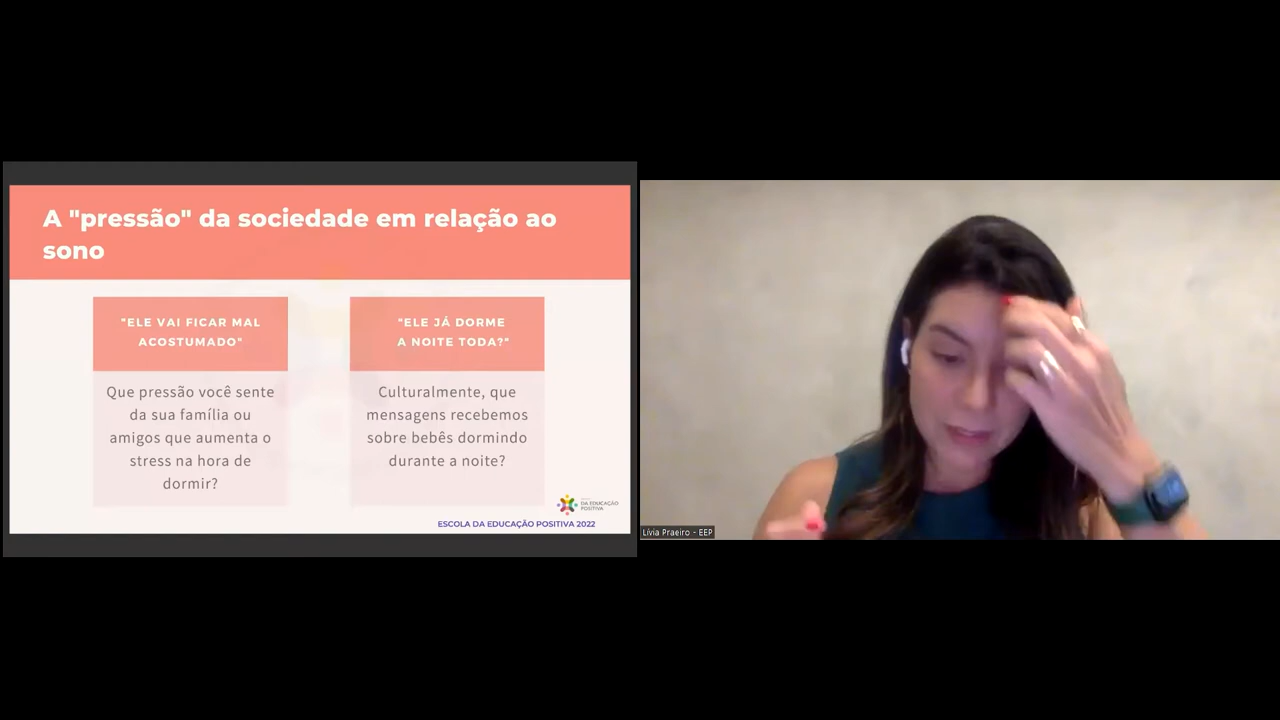 A "pressão" da sociedade em relação ao
sono
"ELE VAI FICAR MAL
ACOSTUMADO"
Que pressão você sente
da sua família ou
amigos que aumenta o
stress na hora de
dormir?
"ELE JÁ DORME
A NOITE TODA?"
Culturalmente, que
mensagens recebemos
sobre bebês dormindo
durante a noite?
DA EDUCAÇÃO
POSITIVA
ESCOLA DA EDUCAÇÃO POSITIVA 2022
Lívia Praeiro - EEP